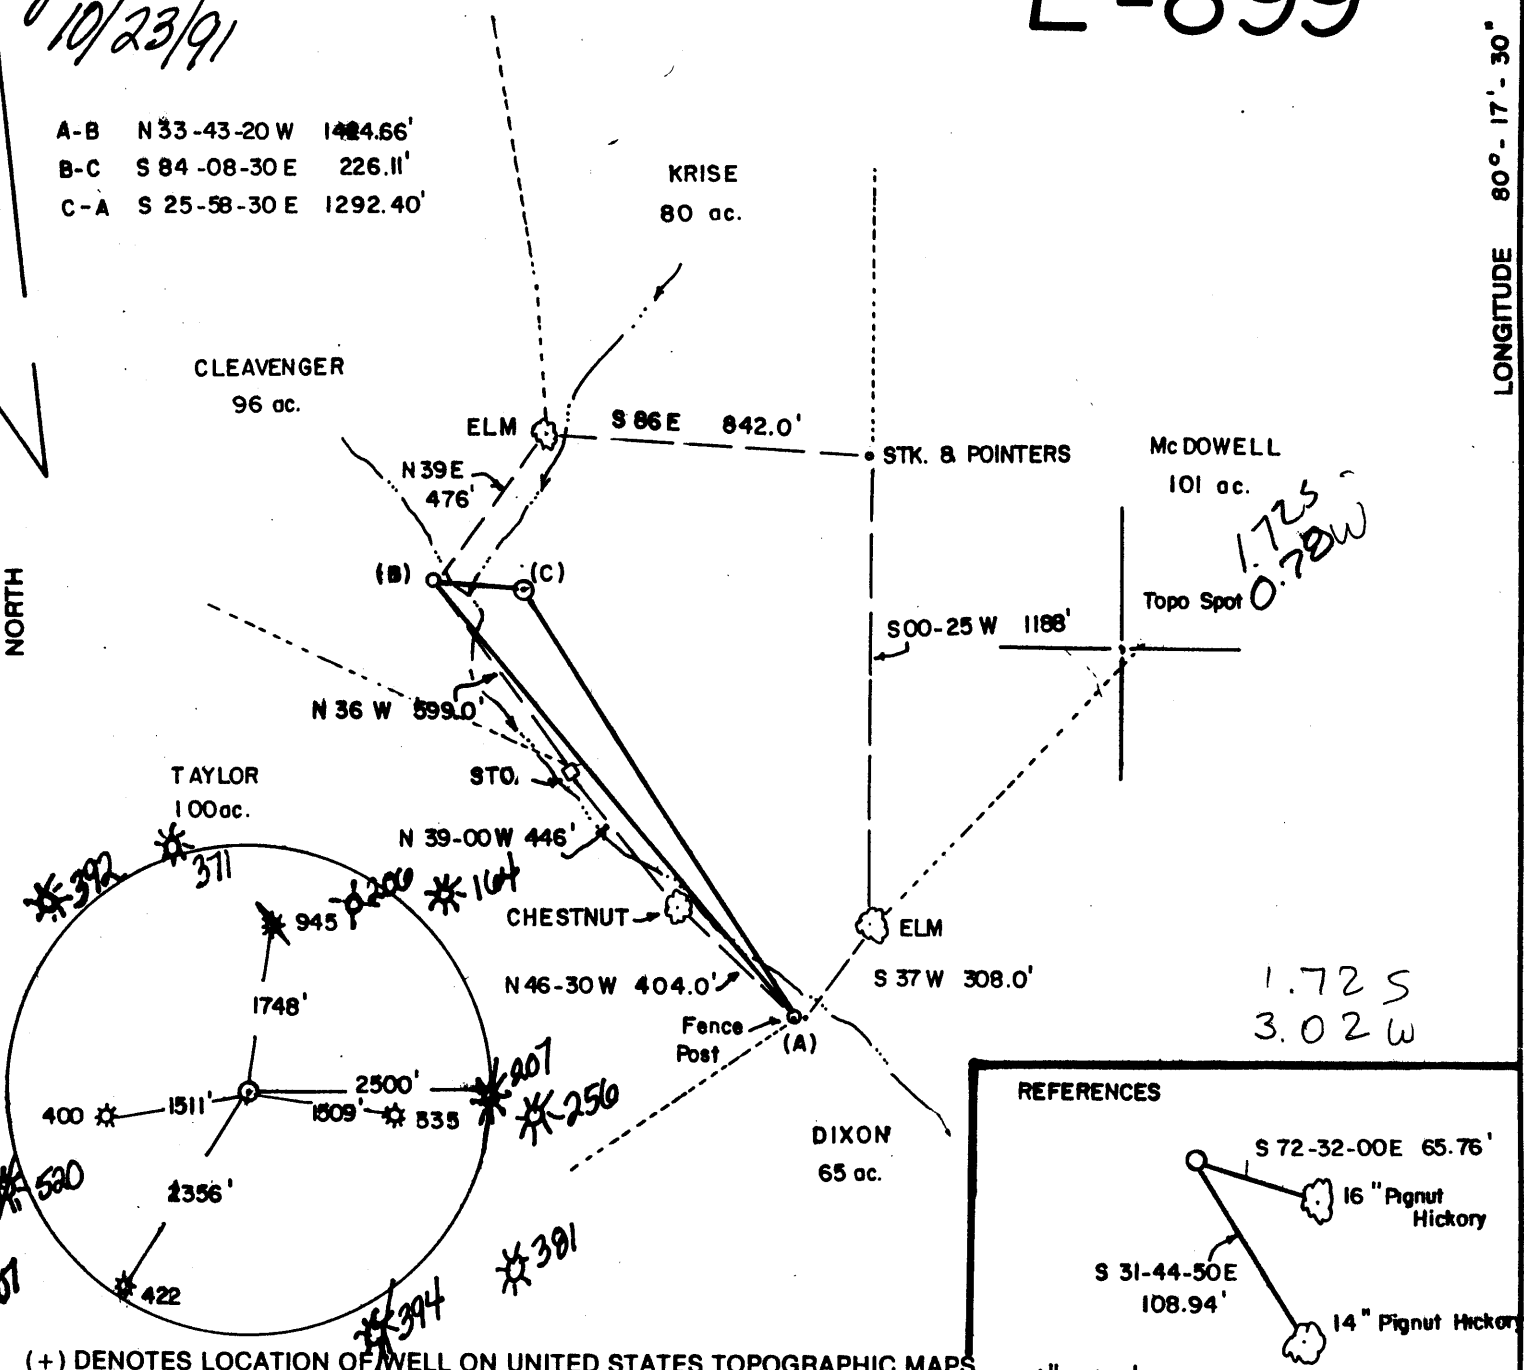 10/23/91
E-899
A-B N 33-43-20 W 1424.66'
B-C S 84-08-30 E 226.11'
C-A S 25-58-30 E 1292.40'
LONGITUDE 80°-17'-30"
KRISE
80 ac.
CLEAVENGER
96 ac.
ELM
S 86 E 842.0'
STK. & POINTERS
McDOWELL
101 ac.
1.72 S
0.78 W
N 39 E
476'
(B)
(C)
NORTH
Topo Spot
S 00-25 W 1188'
N 36 W 599.0'
STO.
TAYLOR
100 ac.
N 39-00 W 446'
392
371
206
164
945
CHESTNUT
ELM
N 46-30 W 404.0'
S 37 W 308.0'
1.72 S
3.02 W
Fence
Post
(A)
1748'
2500'
207
256
400
1511'
1509'
535
DIXON
65 ac.
520
2356'
381
422
394
REFERENCES
S 72-32-00E 65.76'
16" Pignut
Hickory
S 31-44-50E
108.94'
14" Pignut Hickory
(+) DENOTES LOCATION OF WELL ON UNITED STATES TOPOGRAPHIC MAPS